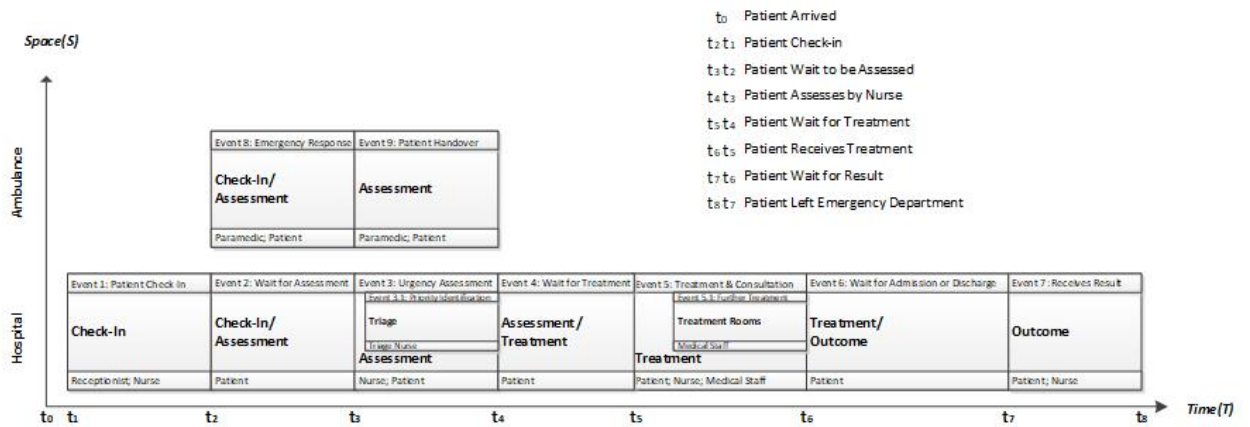 t₀ Patient Arrived
Space(S)
t₂t₁ Patient Check-in
t₃t₂ Patient Wait to be Assessed
t₄t₃ Patient Assesses by Nurse
t₅t₄ Patient Wait for Treatment
t₆t₅ Patient Receives Treatment
t₇t₆ Patient Wait for Result
t₈t₇ Patient Left Emergency Department
Ambulance
Event 8: Emergency Response Event 9: Patient Handover
Check-In/
Assessment
Assessment
Paramedic; Patient Paramedic; Patient
Hospital
Event 1: Patient Check In Event 2: Wait for Assessment Event 3: Urgency Assessment Event 4: Wait for Treatment Event 5: Treatment & Consultation Event 6: Wait for Admission or Discharge Event 7: Receives Result
Event 3.1: Priority Identification Event 5.1: Further Treatment
Check-In
Check-In/
Assessment
Triage
Triage Nurse
Assessment
Assessment/
Treatment
Treatment Rooms
Medical Staff
Treatment
Treatment/
Outcome
Outcome
Receptionist; Nurse Patient Nurse; Patient Patient Patient; Nurse; Medical Staff Patient Patient; Nurse
t₀ t₁ t₂ t₃ t₄ t₅ t₆ t₇ t₈ Time(T)